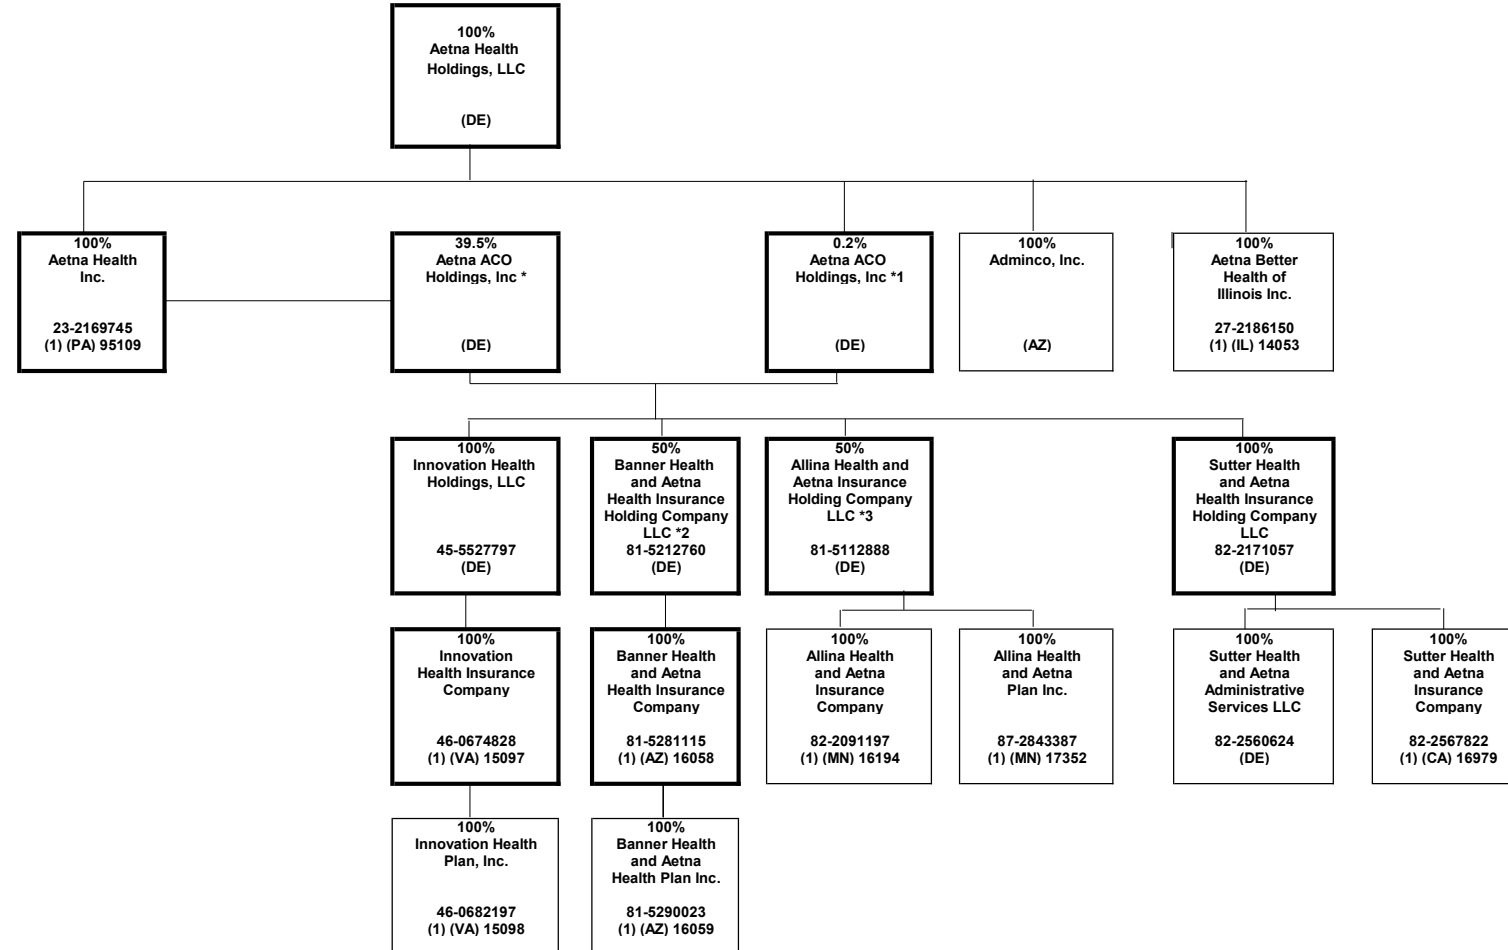 100%
Aetna Health
Holdings, LLC
(DE)
100%
Aetna Health
Inc.
23-2169745
(1) (PA) 95109
39.5%
Aetna ACO
Holdings, Inc *
(DE)
0.2%
Aetna ACO
Holdings, Inc *1
(DE)
100%
Adminco, Inc.
(AZ)
100%
Aetna Better
Health of
Illinois Inc.
27-2186150
(1) (IL) 14053
100%
Innovation Health
Holdings, LLC
45-5527797
(DE)
50%
Banner Health
and Aetna
Health Insurance
Holding Company
LLC *2
81-5212760
(DE)
50%
Allina Health and
Aetna Insurance
Holding Company
LLC *3
81-5112888
(DE)
100%
Sutter Health
and Aetna
Health Insurance
Holding Company
LLC
82-2171057
(DE)
100%
Innovation
Health Insurance
Company
46-0674828
(1) (VA) 15097
100%
Banner Health
and Aetna
Health Insurance
Company
81-5281115
(1) (AZ) 16058
100%
Allina Health
and Aetna
Insurance
Company
82-2091197
(1) (MN) 16194
100%
Allina Health
and Aetna
Plan Inc.
87-2843387
(1) (MN) 17352
100%
Sutter Health
and Aetna
Administrative
Services LLC
82-2560624
(DE)
100%
Sutter Health
and Aetna
Insurance
Company
82-2567822
(1) (CA) 16979
100%
Innovation Health
Plan, Inc.
46-0682197
(1) (VA) 15098
100%
Banner Health
and Aetna
Health Plan Inc.
81-5290023
(1) (AZ) 16059